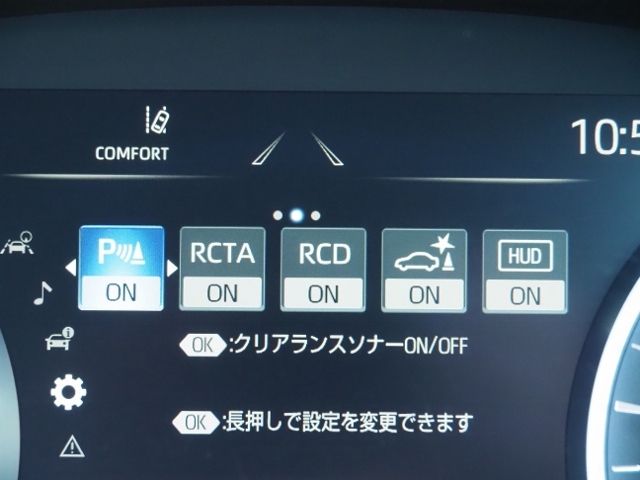 COMFORT
10:5
P RCTA RCD HUD
ON ON ON ON ON
OK :クリアランスソナーON/OFF
OK :長押しで設定を変更できます